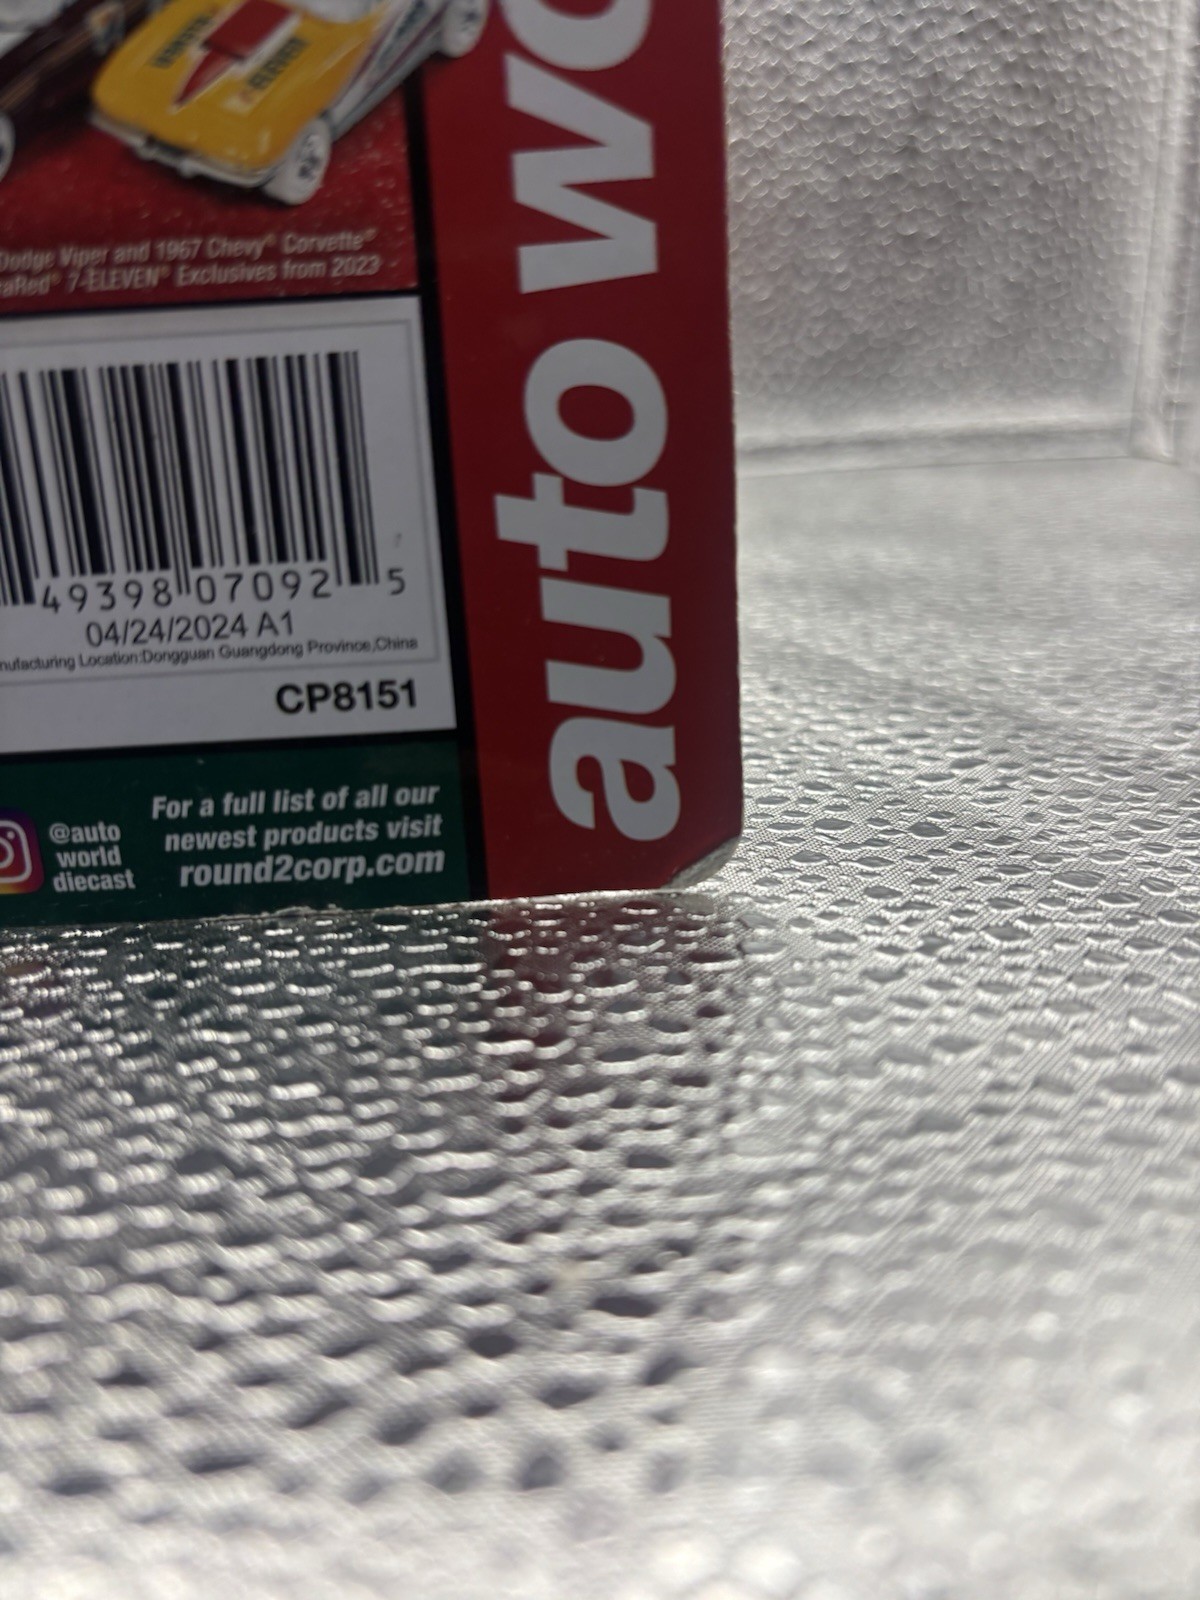 Dodge Viper and 1967 Chevy® Corvette®
7-ELEVEN® Exclusives from 2023
49398 07092 5
04/24/2024 A1
Location:Dongguan Guangdong Province,China
CP8151
@auto
world
diecast
For a full list of all our
newest products visit
round2corp.com
auto wo